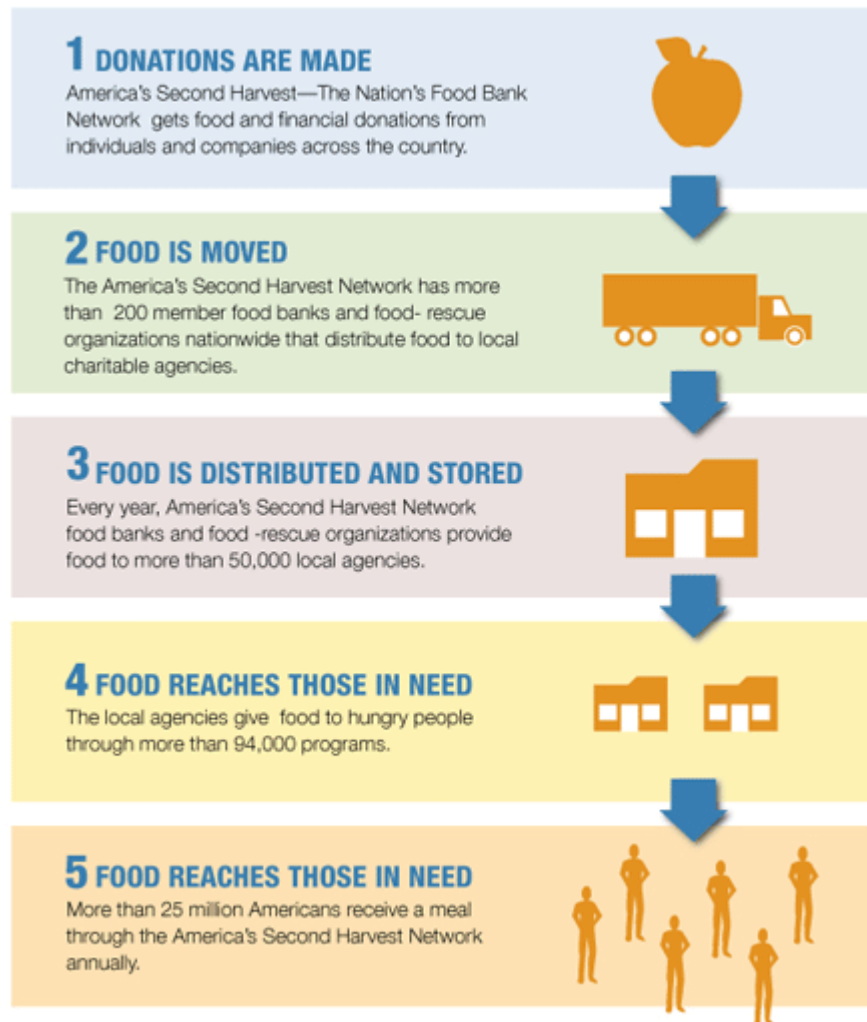 1 DONATIONS ARE MADE
America's Second Harvest—The Nation's Food Bank
Network gets food and financial donations from
individuals and companies across the country.
2 FOOD IS MOVED
The America's Second Harvest Network has more
than 200 member food banks and food- rescue
organizations nationwide that distribute food to local
charitable agencies.
3 FOOD IS DISTRIBUTED AND STORED
Every year, America's Second Harvest Network
food banks and food -rescue organizations provide
food to more than 50,000 local agencies.
4 FOOD REACHES THOSE IN NEED
The local agencies give food to hungry people
through more than 94,000 programs.
5 FOOD REACHES THOSE IN NEED
More than 25 million Americans receive a meal
through the America's Second Harvest Network
annually.